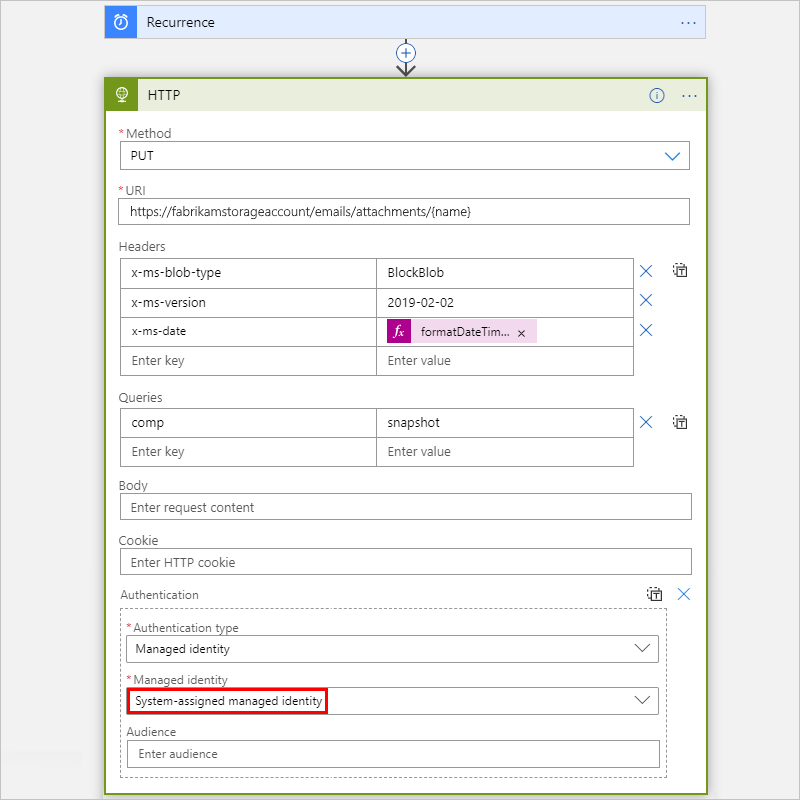 Recurrence
...
HTTP
...
* Method
PUT
* URI
https://fabrikamstorageaccount/emails/attachments/{name}
Headers
x-ms-blob-type BlockBlob
x-ms-version 2019-02-02
x-ms-date fx formatDateTim... ×
Enter key Enter value
Queries
comp snapshot
Enter key Enter value
Body
Enter request content
Cookie
Enter HTTP cookie
Authentication
* Authentication type
Managed identity
* Managed identity
System-assigned managed identity
Audience
Enter audience